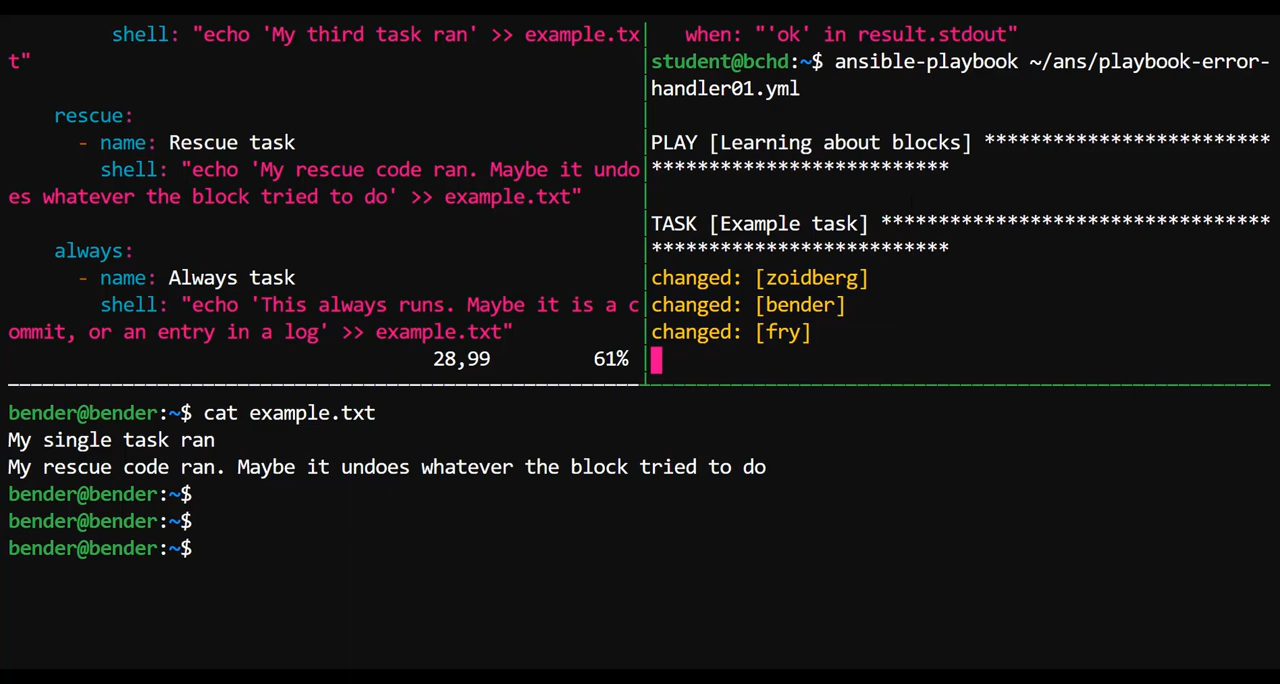 shell: "echo 'My third task ran' >> example.tx
t"
rescue:
- name: Rescue task
shell: "echo 'My rescue code ran. Maybe it undo
es whatever the block tried to do' >> example.txt"
always:
- name: Always task
shell: "echo 'This always runs. Maybe it is a c
ommit, or an entry in a log' >> example.txt"
28,99 61%
when: "'ok' in result.stdout"
student@bchd:~$ ansible-playbook ~/ans/playbook-error-
handler01.yml
PLAY [Learning about blocks] *************************
**************************
TASK [Example task] **********************************
**************************
changed: [zoidberg]
changed: [bender]
changed: [fry]
bender@bender:~$ cat example.txt
My single task ran
My rescue code ran. Maybe it undoes whatever the block tried to do
bender@bender:~$
bender@bender:~$
bender@bender:~$